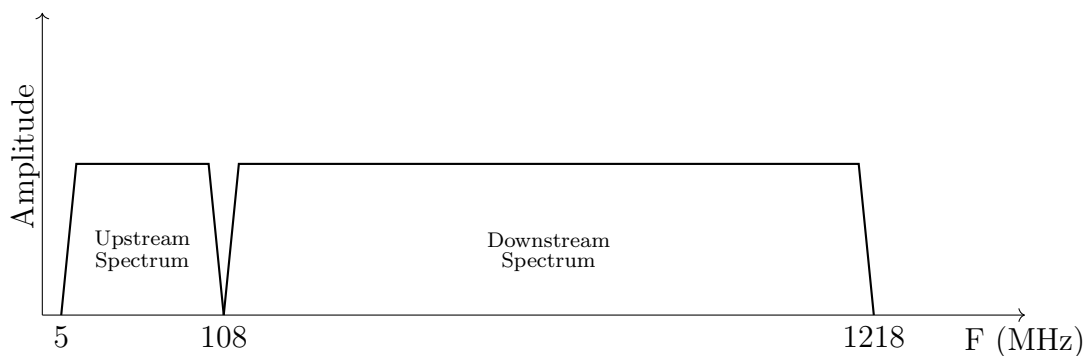 Amplitude
Upstream
Spectrum
Downstream
Spectrum
5
108
1218
F (MHz)